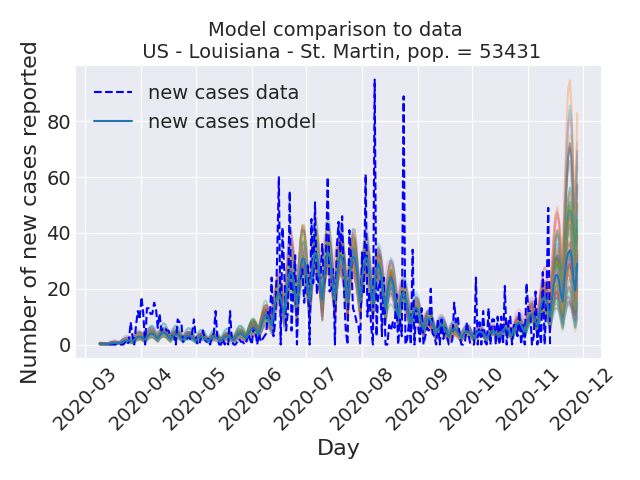 Model comparison to data
US - Louisiana - St. Martin, pop. = 53431
Number of new cases reported
80
60
40
20
0
new cases data
new cases model
2020-03
2020-04
2020-05
2020-06
2020-07
2020-08
2020-09
2020-10
2020-11
2020-12
Day